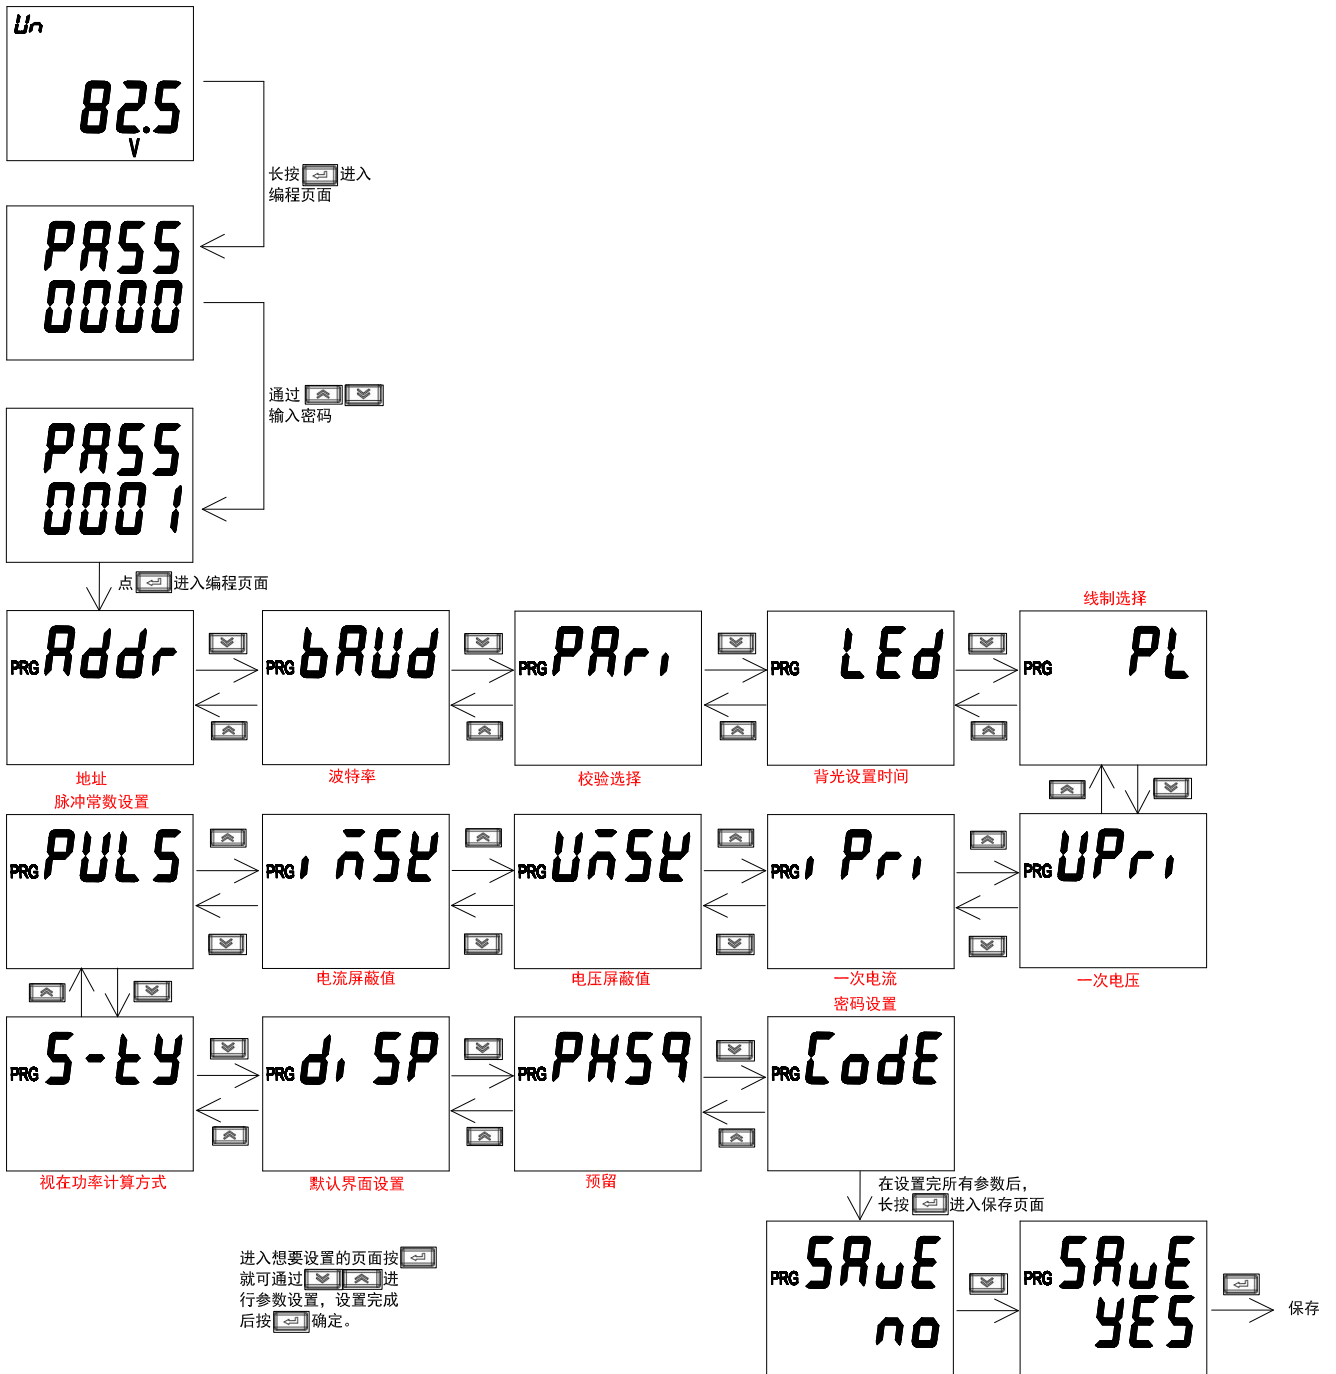 Un
82.5
V
长按进入
编程页面
PASS
0000
通过
输入密码
PASS
0001
点进入编程页面
线制选择
PRG Addr
PRG bAUd
PRG PAri
PRG LEd
PRG PL
地址
波特率
校验选择
背光设置时间
脉冲常数设置
PRG PULS
PRG i nSK
PRG UnSK
PRG i Pri
PRG UPri
电流屏蔽值
电压屏蔽值
一次电流
一次电压
密码设置
PRG S-ty
PRG di SP
PRG PHSq
PRG CodE
视在功率计算方式
默认界面设置
预留
在设置完所有参数后，
长按进入保存页面
进入想要设置的页面按
就可通过进
行参数设置，设置完成
后按确定。
PRG SAvE
no
PRG SAvE
YES
保存